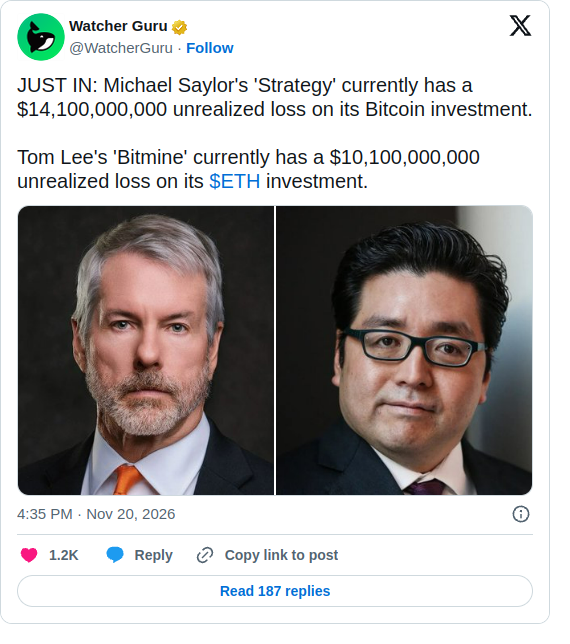 Watcher Guru
@WatcherGuru · Follow
JUST IN: Michael Saylor's 'Strategy' currently has a
$14,100,000,000 unrealized loss on its Bitcoin investment.
Tom Lee's 'Bitmine' currently has a $10,100,000,000
unrealized loss on its $ETH investment.
4:35 PM · Nov 20, 2026
1.2K Reply Copy link to post
Read 187 replies